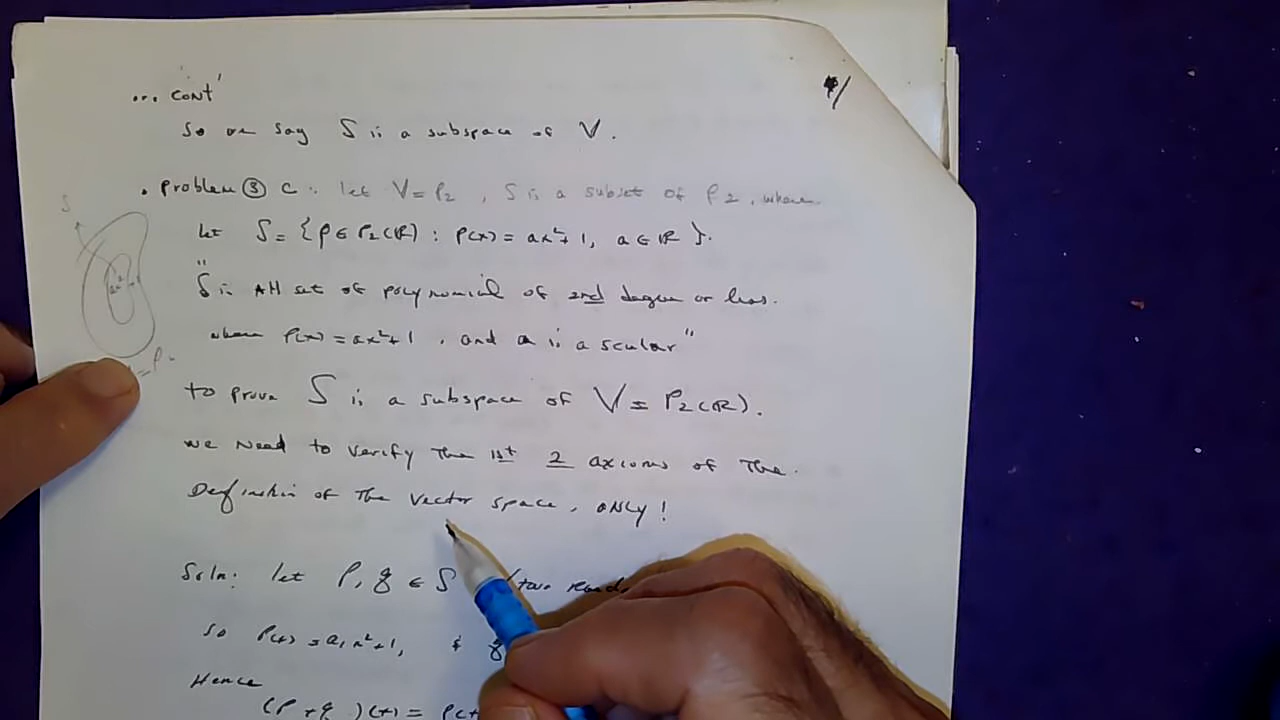 ... cont'
So we say S is a subspace of V.
. Problem ③ C : let V = P2 , S is a subset of P2 , where
let S = { p ∈ P2(R) : p(x) = ax²+1, a ∈ R }.
"S is All set of polynomial of 2nd degree or less.
where p(x) = ax²+1 , and a is a scular"
S
ax²+1
to prove S is a subspace of V = P2(R).
we need to verify the 1st 2 axioms of the
Definition of the vector space, ONLY!
Soln: let P, q ∈ S
so P(x) = a₁x²+1, &
Hence
(P+q)(x) =